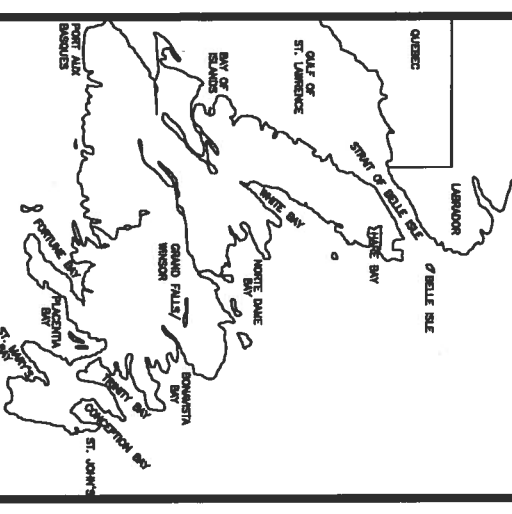 QUEBEC
LABRADOR
GULF OF
ST. LAWRENCE
STRAIT OF BELLE ISLE
BELLE ISLE
HARE BAY
BAY OF
ISLANDS
WHITE BAY
NORTE DAME
BAY
GRAND FALLS/
WINSOR
BONAVISTA
BAY
PORT AUX
BASQUES
FORTUNE BAY
PLACENTIA
BAY
ST. MARY'S
BAY
TRINITY BAY
CONCEPTION BAY
ST. JOHN'S